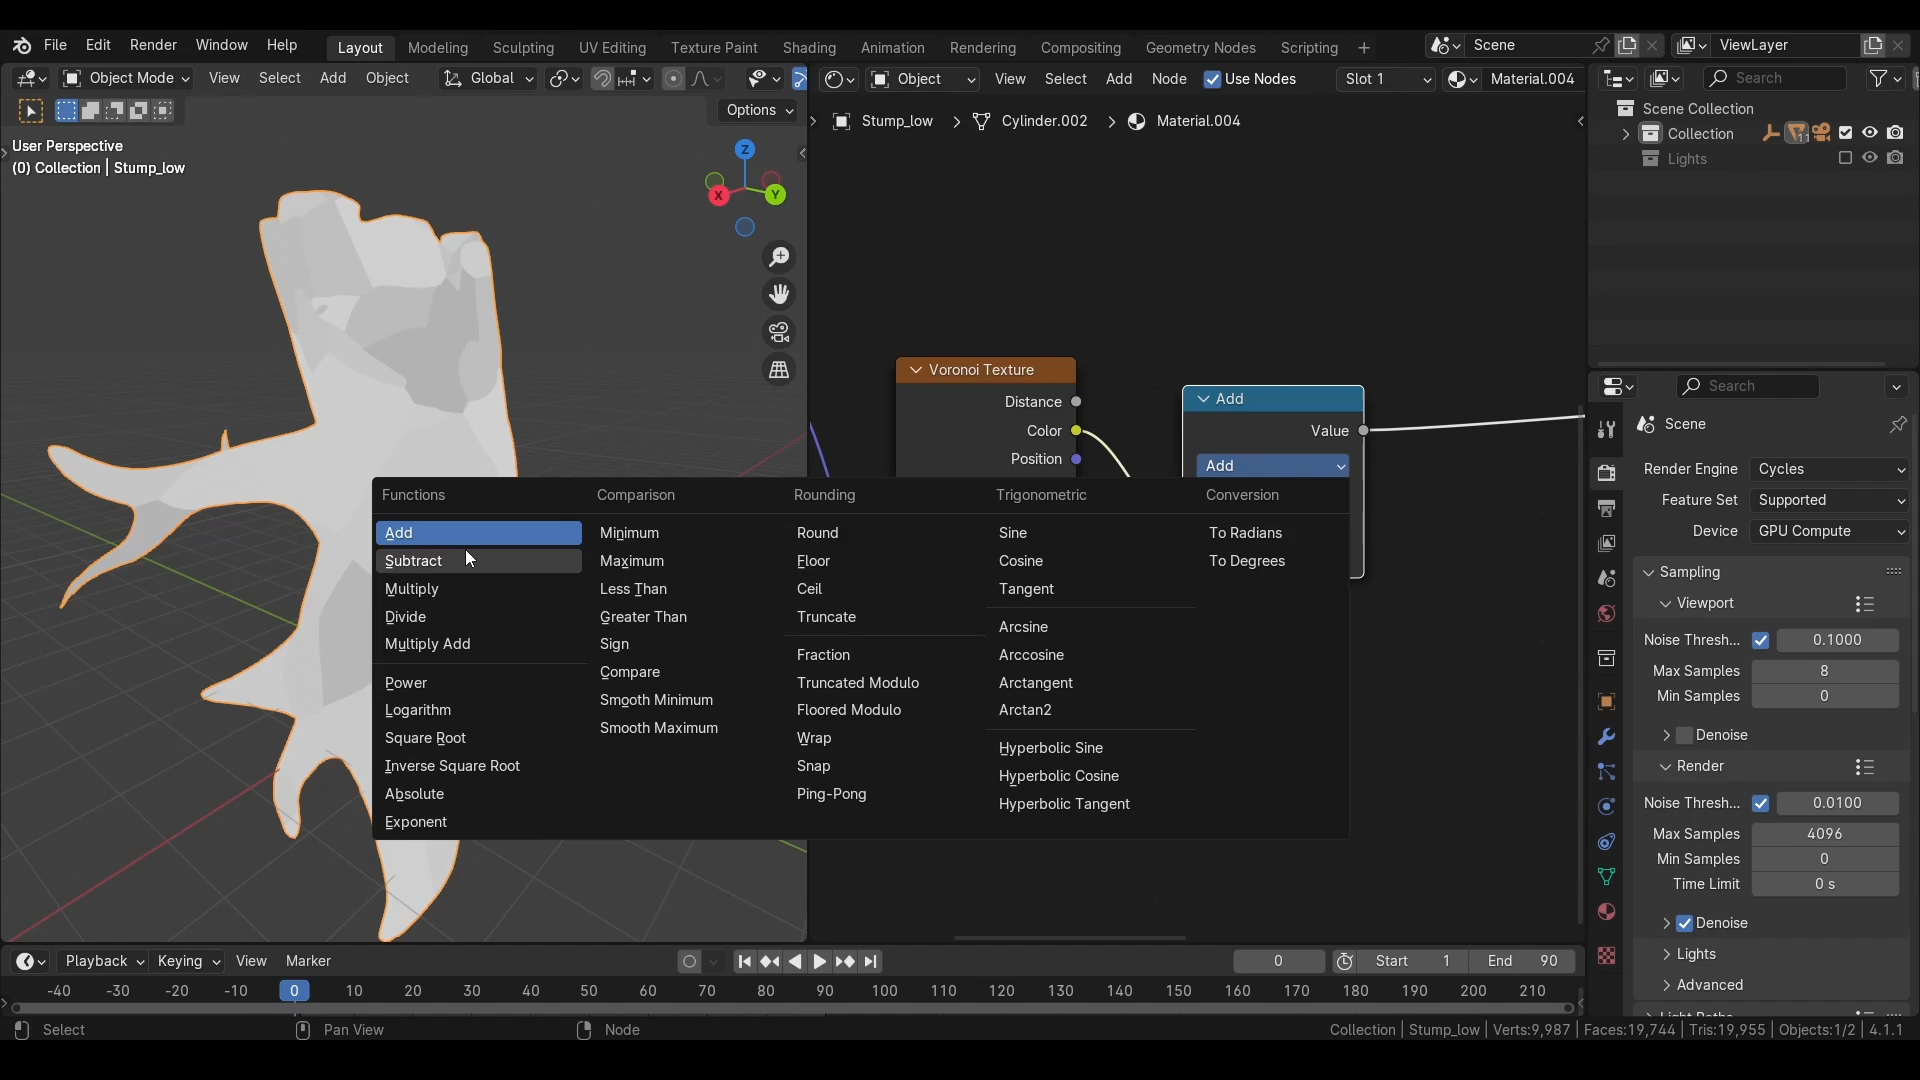 File Edit Render Window Help Layout Modeling Sculpting UV Editing Texture Paint Shading Animation Rendering Compositing Geometry Nodes Scripting + Scene ViewLayer
Object Mode View Select Add Object Global Object View Select Add Node Use Nodes Slot 1 Material.004 Search
Options
Stump_low > Cylinder.002 > Material.004
Scene Collection
Collection 11
Lights
User Perspective
(0) Collection | Stump_low
Z
X
Y
Voronoi Texture
Distance
Color
Position
Add
Value
Add
Functions
Add
Subtract
Multiply
Divide
Multiply Add
Power
Logarithm
Square Root
Inverse Square Root
Absolute
Exponent
Comparison
Minimum
Maximum
Less Than
Greater Than
Sign
Compare
Smooth Minimum
Smooth Maximum
Rounding
Round
Floor
Ceil
Truncate
Fraction
Truncated Modulo
Floored Modulo
Wrap
Snap
Ping-Pong
Trigonometric
Sine
Cosine
Tangent
Arcsine
Arccosine
Arctangent
Arctan2
Hyperbolic Sine
Hyperbolic Cosine
Hyperbolic Tangent
Conversion
To Radians
To Degrees
Search
Scene
Render Engine Cycles
Feature Set Supported
Device GPU Compute
Sampling
Viewport
Noise Thresh... 0.1000
Max Samples 8
Min Samples 0
Denoise
Render
Noise Thresh... 0.0100
Max Samples 4096
Min Samples 0
Time Limit 0 s
Denoise
Lights
Advanced
Light Paths
Playback Keying View Marker 0 Start 1 End 90
-40 -30 -20 -10 0 10 20 30 40 50 60 70 80 90 100 110 120 130 140 150 160 170 180 190 200 210
Select Pan View Node Collection | Stump_low | Verts:9,987 | Faces:19,744 | Tris:19,955 | Objects:1/2 | 4.1.1